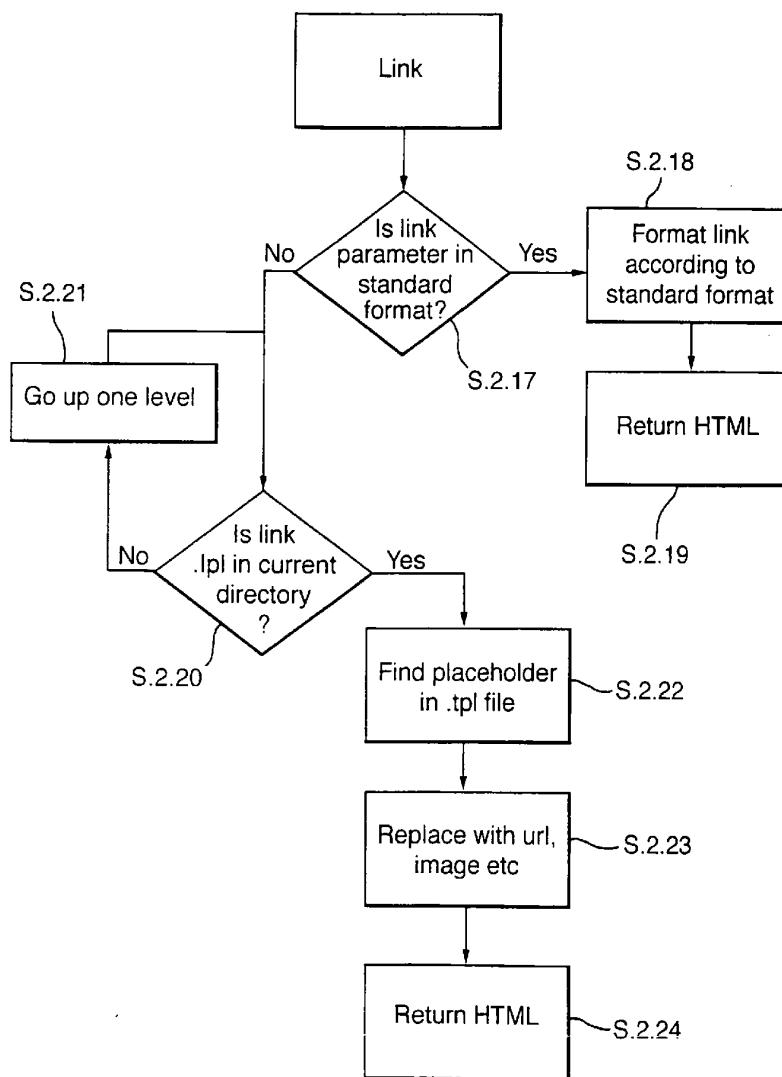 Link
S.2.18
Is link
parameter in
standard
format?
No
Yes
Format link
according to
standard format
S.2.21
S.2.17
Go up one level
Return HTML
Is link
.lpl in current
directory
?
No
Yes
S.2.19
S.2.20
Find placeholder
in .tpl file
S.2.22
Replace with url,
image etc
S.2.23
Return HTML
S.2.24